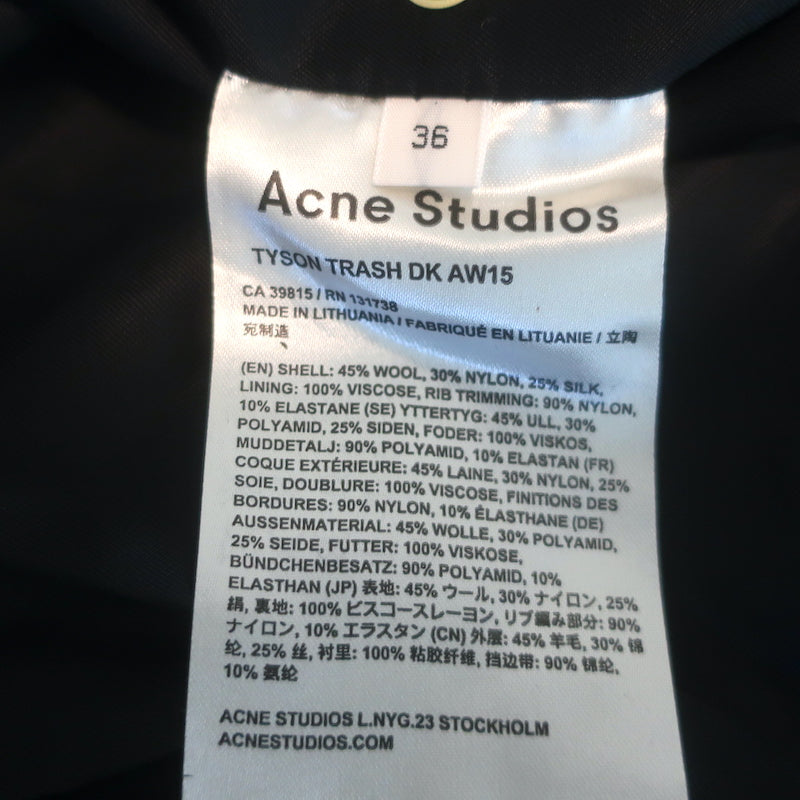 36
Acne Studios
TYSON TRASH DK AW15
CA 39815 / RN 131738
MADE IN LITHUANIA / FABRIQUÉ EN LITUANIE / 立陶
宛制造
(EN) SHELL: 45% WOOL, 30% NYLON, 25% SILK,
LINING: 100% VISCOSE, RIB TRIMMING: 90% NYLON,
10% ELASTANE (SE) YTTERTYG: 45% ULL, 30%
POLYAMID, 25% SIDEN, FODER: 100% VISKOS,
MUDDETALJ: 90% POLYAMID, 10% ELASTAN (FR)
COQUE EXTÉRIEURE: 45% LAINE, 30% NYLON, 25%
SOIE, DOUBLURE: 100% VISCOSE, FINITIONS DES
BORDURES: 90% NYLON, 10% ÉLASTHANE (DE)
AUSSENMATERIAL: 45% WOLLE, 30% POLYAMID,
25% SEIDE, FUTTER: 100% VISKOSE,
BÜNDCHENBESATZ: 90% POLYAMID, 10%
ELASTHAN (JP) 表地: 45% ウール, 30% ナイロン, 25%
絹, 裏地: 100% ビスコースレーヨン, リブ編み部分: 90%
ナイロン, 10% エラスタン (CN) 外层: 45% 羊毛, 30% 锦
纶, 25% 丝, 衬里: 100% 粘胶纤维, 挡边带: 90% 锦纶,
10% 氨纶
ACNE STUDIOS L.NYG.23 STOCKHOLM
ACNESTUDIOS.COM